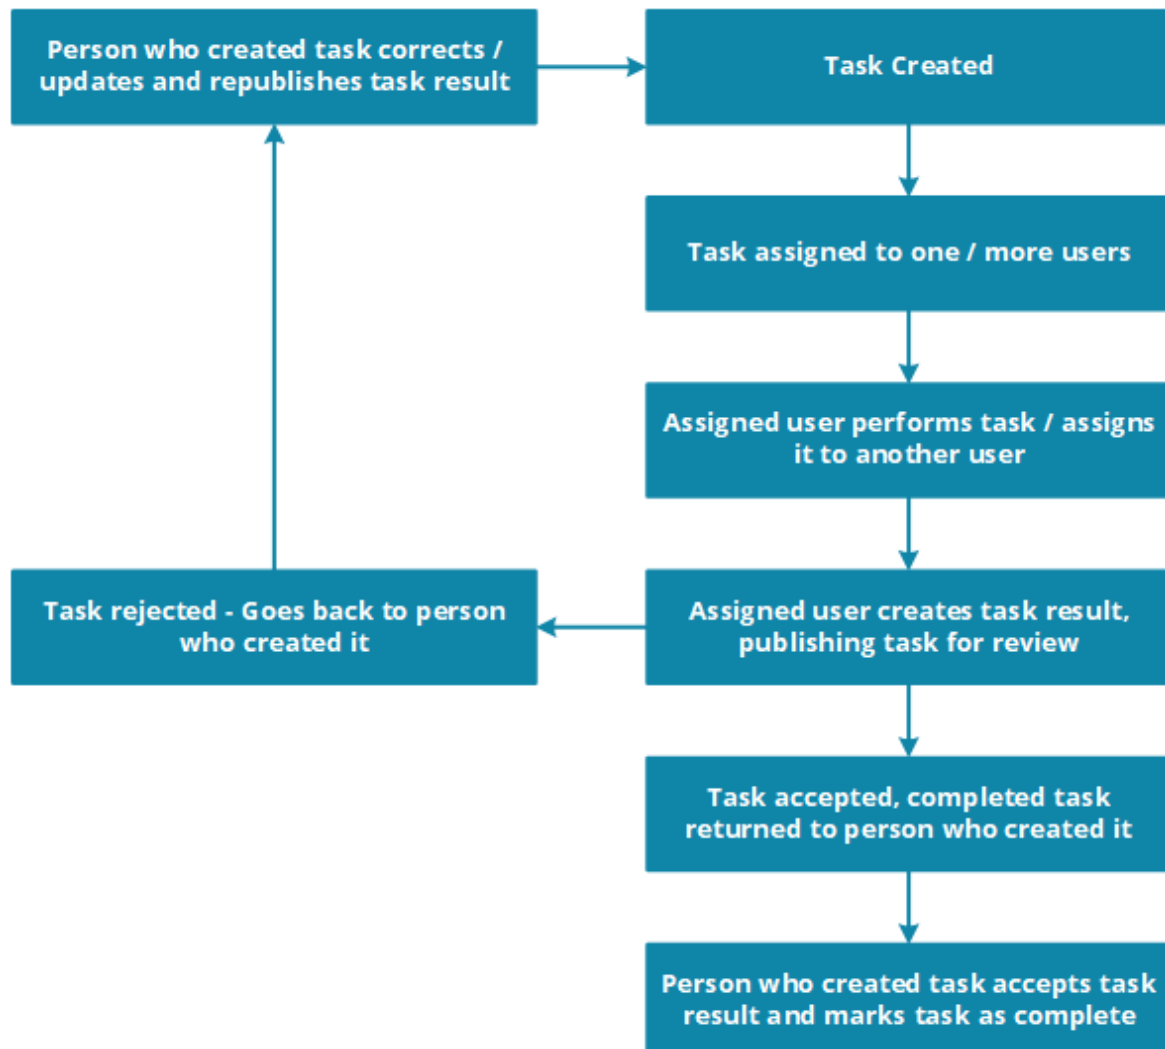 Person who created task corrects /
updates and republishes task result
Task Created
Task assigned to one / more users
Assigned user performs task / assigns
it to another user
Task rejected - Goes back to person
who created it
Assigned user creates task result,
publishing task for review
Task accepted, completed task
returned to person who created it
Person who created task accepts task
result and marks task as complete